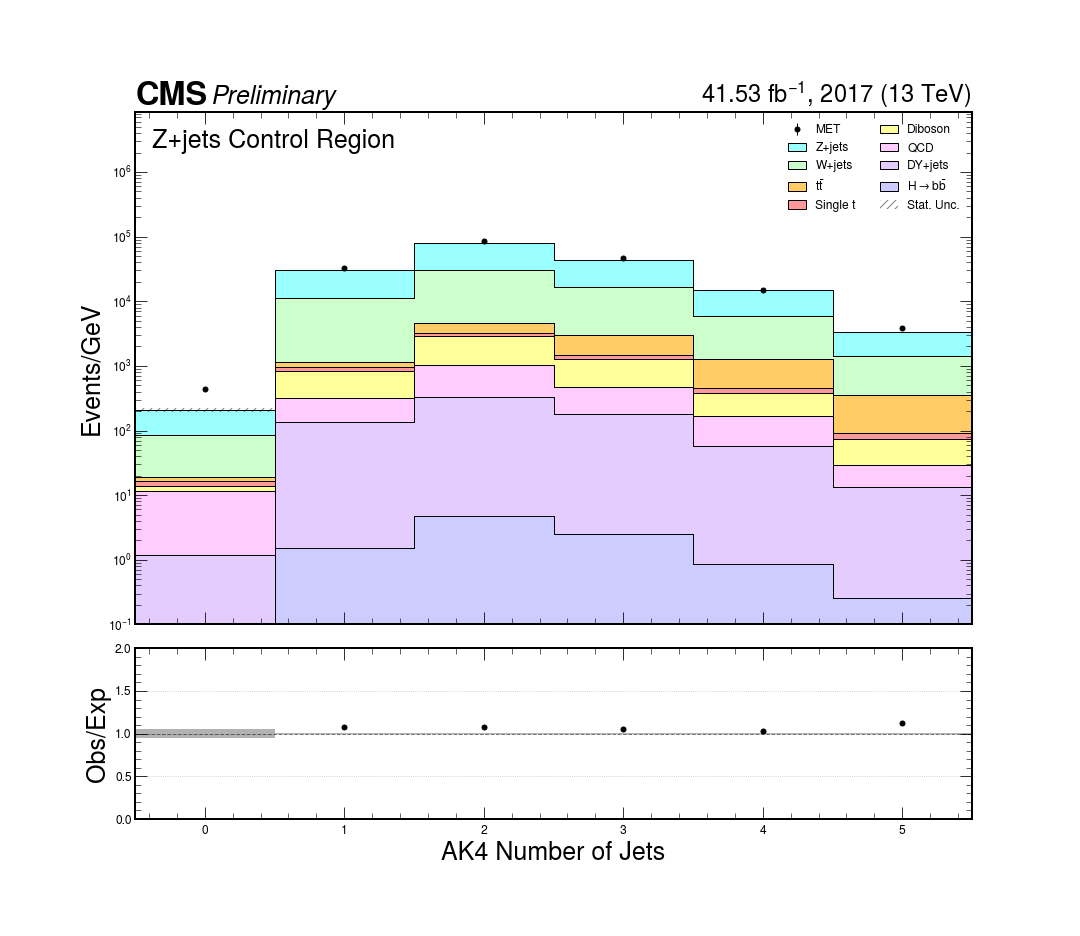 CMS Preliminary
41.53 fb⁻¹, 2017 (13 TeV)
Z+jets Control Region
MET
Z+jets
W+jets
tt̄
Single t
Diboson
QCD
DY+jets
H→bb̄
Stat. Unc.
Events/GeV
10⁶
10⁵
10⁴
10³
10²
10¹
10⁰
10⁻¹
Obs/Exp
2.0
1.5
1.0
0.5
0.0
0 1 2 3 4 5
AK4 Number of Jets